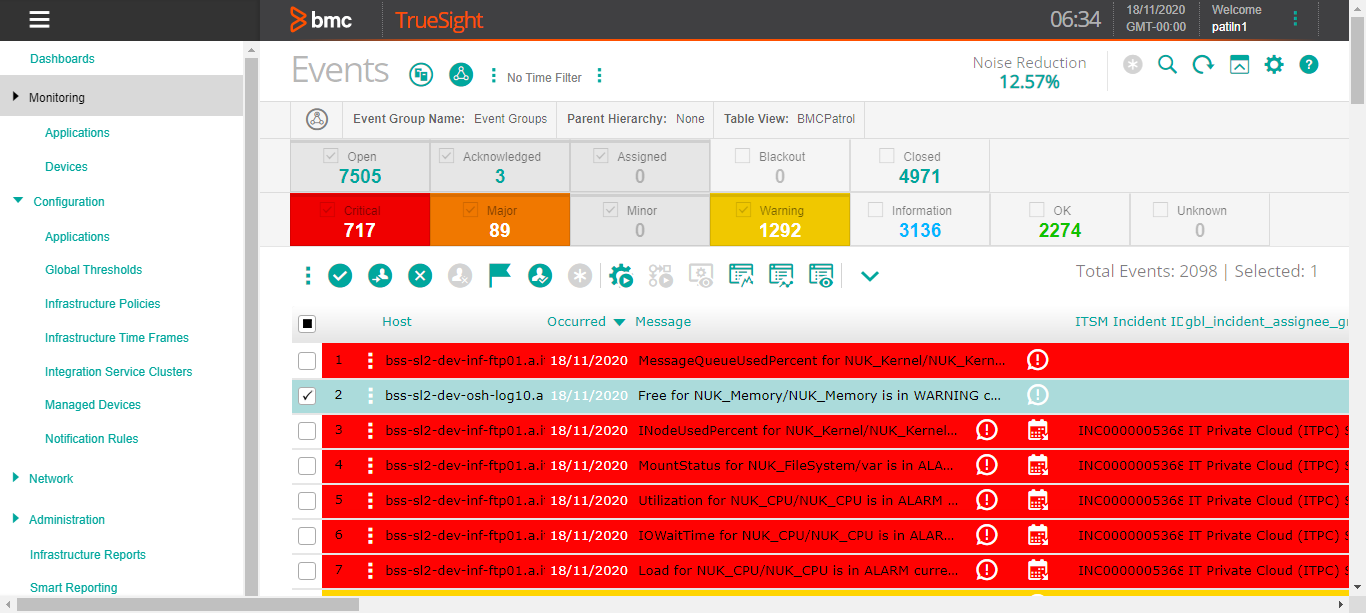 bmc TrueSight 06:34 18/11/2020 GMT-00:00 Welcome patiln1
Dashboards
Monitoring
Applications
Devices
Configuration
Applications
Global Thresholds
Infrastructure Policies
Infrastructure Time Frames
Integration Service Clusters
Managed Devices
Notification Rules
Network
Administration
Infrastructure Reports
Smart Reporting
Events No Time Filter Noise Reduction 12.57%
Event Group Name: Event Groups Parent Hierarchy: None Table View: BMCPatrol
Open Acknowledged Assigned Blackout Closed
7505 3 0 0 4971
Critical Major Minor Warning Information OK Unknown
717 89 0 1292 3136 2274 0
Total Events: 2098 | Selected: 1
Host Occurred Message ITSM Incident ID gbl_incident_assignee_gr
1 bss-sl2-dev-inf-ftp01.a.i 18/11/2020 MessageQueueUsedPercent for NUK_Kernel/NUK_Kern...
2 bss-sl2-dev-osh-log10.a 18/11/2020 Free for NUK_Memory/NUK_Memory is in WARNING c...
3 bss-sl2-dev-inf-ftp01.a.i 18/11/2020 INodeUsedPercent for NUK_Kernel/NUK_Kernel... INC0000005368 IT Private Cloud (ITPC) S
4 bss-sl2-dev-inf-ftp01.a.i 18/11/2020 MountStatus for NUK_FileSystem/var is in ALA... INC0000005368 IT Private Cloud (ITPC) S
5 bss-sl2-dev-inf-ftp01.a.i 18/11/2020 Utilization for NUK_CPU/NUK_CPU is in ALARM ... INC0000005368 IT Private Cloud (ITPC) S
6 bss-sl2-dev-inf-ftp01.a.i 18/11/2020 IOWaitTime for NUK_CPU/NUK_CPU is in ALAR... INC0000005368 IT Private Cloud (ITPC) S
7 bss-sl2-dev-inf-ftp01.a.i 18/11/2020 Load for NUK_CPU/NUK_CPU is in ALARM curre... INC0000005368 IT Private Cloud (ITPC) S